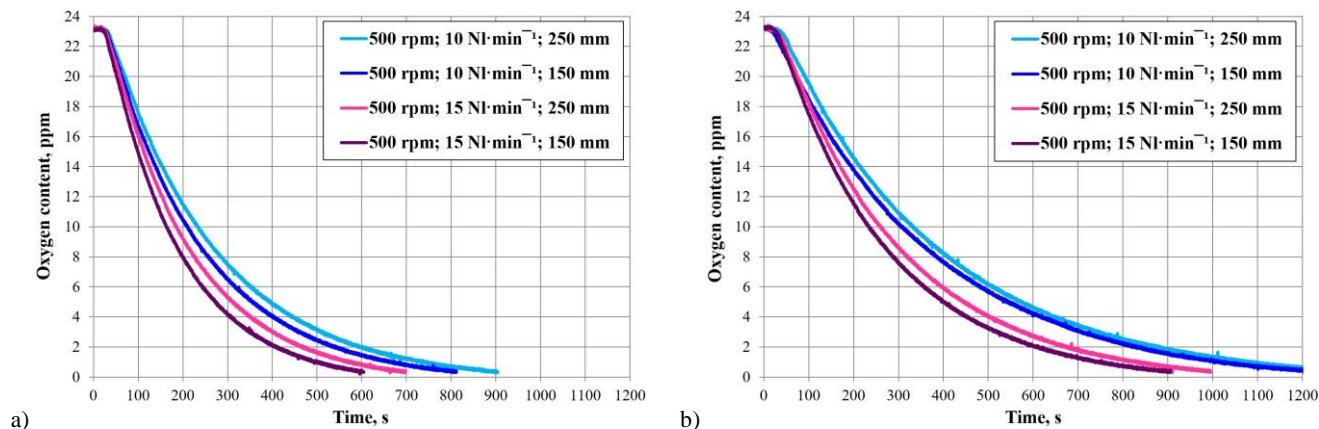 24
22
20
18
16
14
12
10
8
6
4
2
0
Oxygen content, ppm
500 rpm; 10 Nl·min⁻¹; 250 mm
500 rpm; 10 Nl·min⁻¹; 150 mm
500 rpm; 15 Nl·min⁻¹; 250 mm
500 rpm; 15 Nl·min⁻¹; 150 mm
0 100 200 300 400 500 600 700 800 900 1000 1100 1200
Time, s
a)
24
22
20
18
16
14
12
10
8
6
4
2
0
Oxygen content, ppm
500 rpm; 10 Nl·min⁻¹; 250 mm
500 rpm; 10 Nl·min⁻¹; 150 mm
500 rpm; 15 Nl·min⁻¹; 250 mm
500 rpm; 15 Nl·min⁻¹; 150 mm
0 100 200 300 400 500 600 700 800 900 1000 1100 1200
Time, s
b)